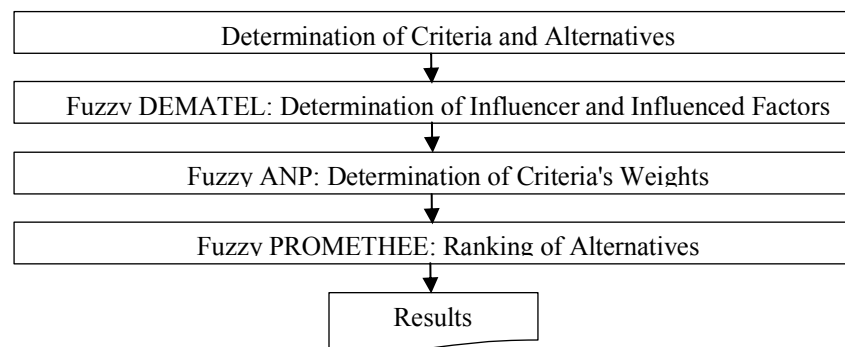 Determination of Criteria and Alternatives
Fuzzy DEMATEL: Determination of Influencer and Influenced Factors
Fuzzy ANP: Determination of Criteria's Weights
Fuzzy PROMETHEE: Ranking of Alternatives
Results